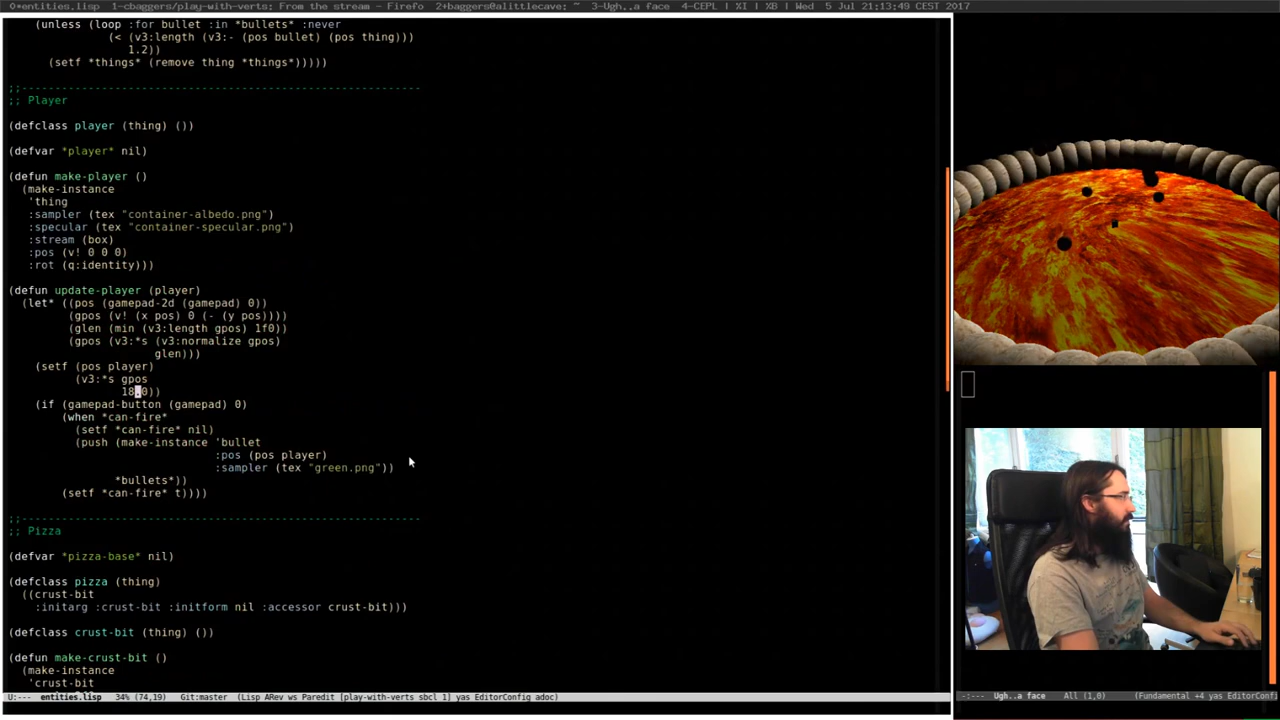 0*entities.lisp  1-cbaggers/play-with-verts: From the stream - Firefo  2*baggers@alittlecave: ~  3-Ugh,.a face  4-CEPL | %I | %B | Wed  5 Jul 21:13:49 CEST 2017
(unless (loop :for bullet :in *bullets* :never
(< (v3:length (v3:- (pos bullet) (pos thing)))
1.2))
(setf *things* (remove thing *things*)))))
;;------------------------------------------------------------
;; Player
(defclass player (thing) ())
(defvar *player* nil)
(defun make-player ()
(make-instance
'thing
:sampler (tex "container-albedo.png")
:specular (tex "container-specular.png")
:stream (box)
:pos (v! 0 0 0)
:rot (q:identity)))
(defun update-player (player)
(let* ((pos (gamepad-2d (gamepad) 0))
(gpos (v! (x pos) 0 (- (y pos))))
(glen (min (v3:length gpos) 1f0))
(gpos (v3:*s (v3:normalize gpos)
glen)))
(setf (pos player)
(v3:*s gpos
18.0))
(if (gamepad-button (gamepad) 0)
(when *can-fire*
(setf *can-fire* nil)
(push (make-instance 'bullet
:pos (pos player)
:sampler (tex "green.png"))
*bullets*))
(setf *can-fire* t))))
;;------------------------------------------------------------
;; Pizza
(defvar *pizza-base* nil)
(defclass pizza (thing)
((crust-bit
:initarg :crust-bit :initform nil :accessor crust-bit)))
(defclass crust-bit (thing) ())
(defun make-crust-bit ()
(make-instance
'crust-bit
U:---  entities.lisp  34% (74,19)  Git:master  (Lisp ARev ws Paredit [play-with-verts sbcl 1] yas EditorConfig adoc)
-:---  Ugh,.a face  All (1,0)  (Fundamental +4 yas EditorConfi